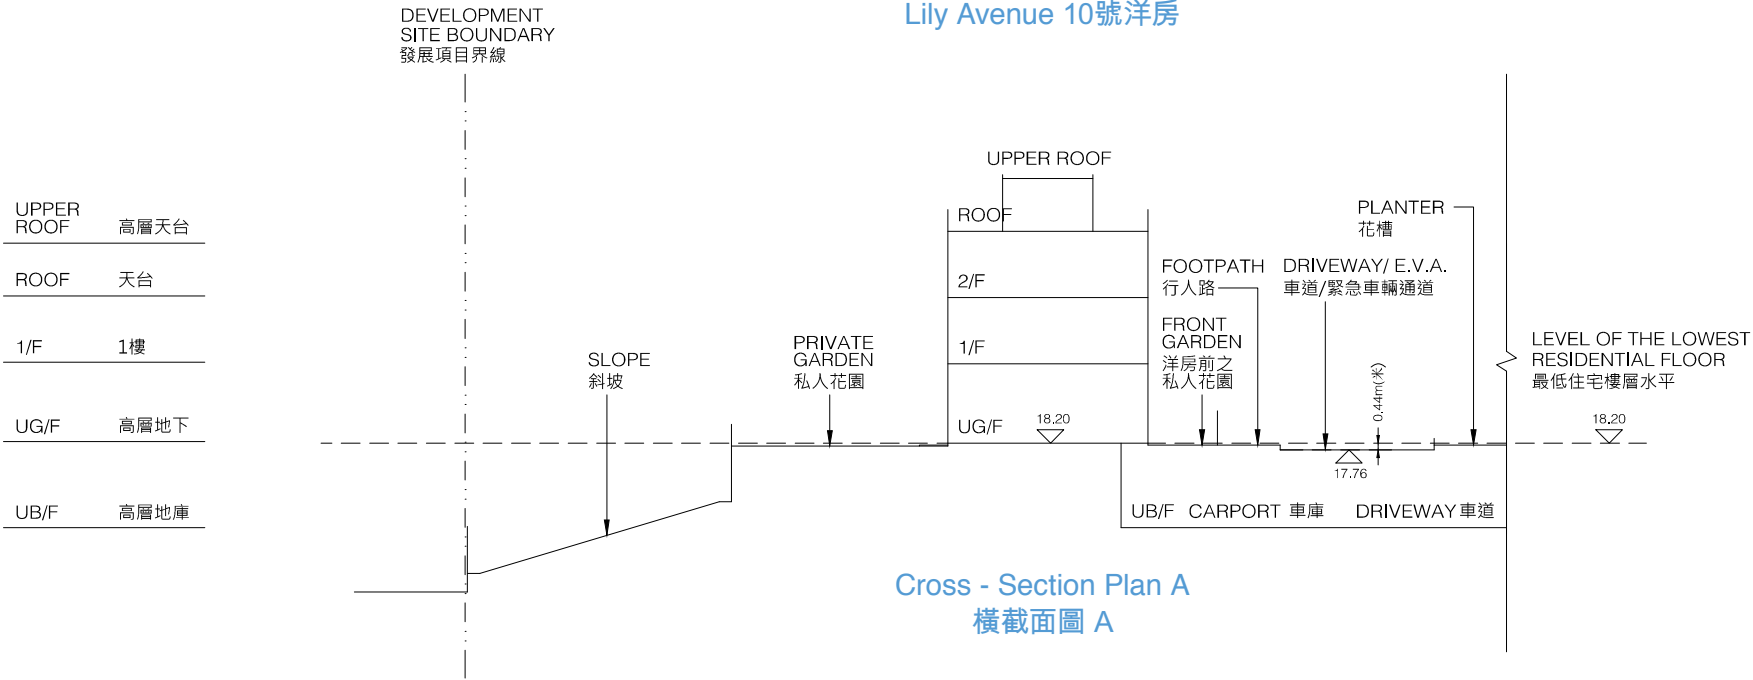 Lily Avenue 10號洋房
DEVELOPMENT
SITE BOUNDARY
發展項目界線
UPPER
ROOF 高層天台
ROOF 天台
1/F 1樓
UG/F 高層地下
UB/F 高層地庫
SLOPE
斜坡
PRIVATE
GARDEN
私人花園
UPPER ROOF
ROOF
2/F
1/F
UG/F
18.20
FOOTPATH
行人路
FRONT
GARDEN
洋房前之
私人花園
DRIVEWAY/ E.V.A.
車道/緊急車輛通道
PLANTER
花槽
0.44m(米)
17.76
UB/F CARPORT 車庫 DRIVEWAY 車道
LEVEL OF THE LOWEST
RESIDENTIAL FLOOR
最低住宅樓層水平
18.20
Cross - Section Plan A
橫截面圖 A